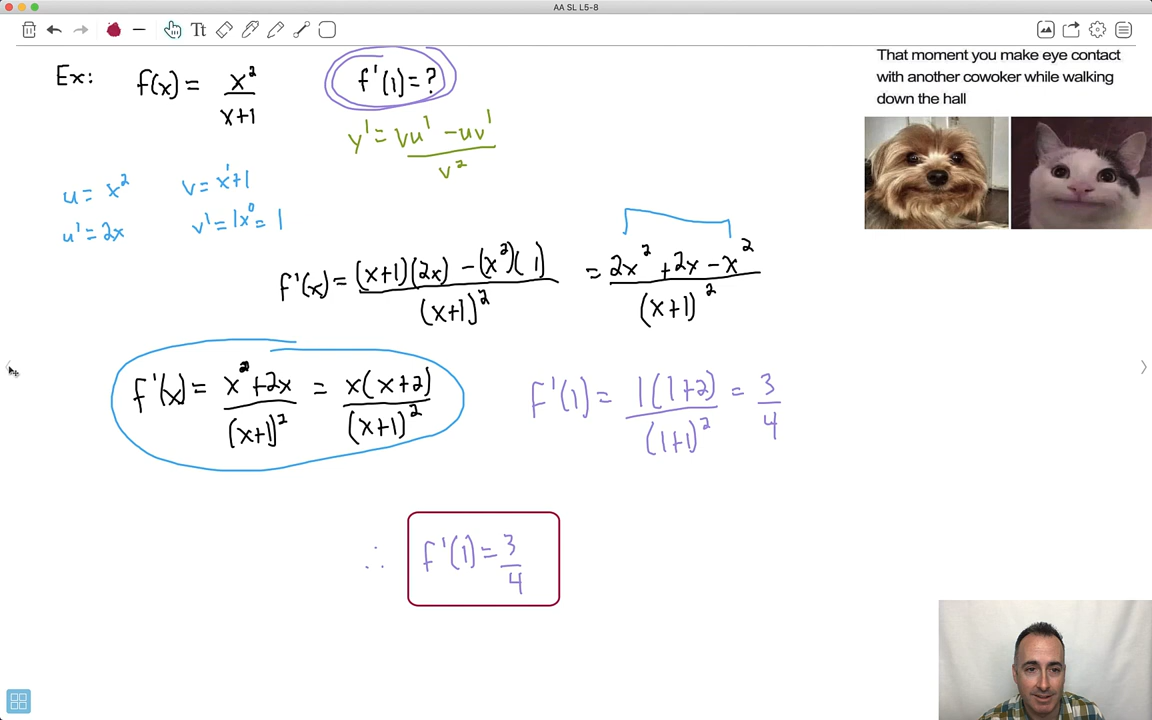 AA SL L5-8
Tt
Ex: f(x) = x²/(x+1) f'(1) = ?
y' = (vu' - uv')/v²
u = x² v = x¹+1
u' = 2x v' = 1x⁰ = 1
f'(x) = ((x+1)(2x) - (x²)(1))/(x+1)² = (2x² + 2x - x²)/(x+1)²
f'(x) = (x²+2x)/(x+1)² = x(x+2)/(x+1)²
f'(1) = 1(1+2)/(1+1)² = 3/4
∴ f'(1) = 3/4
That moment you make eye contact
with another cowoker while walking
down the hall